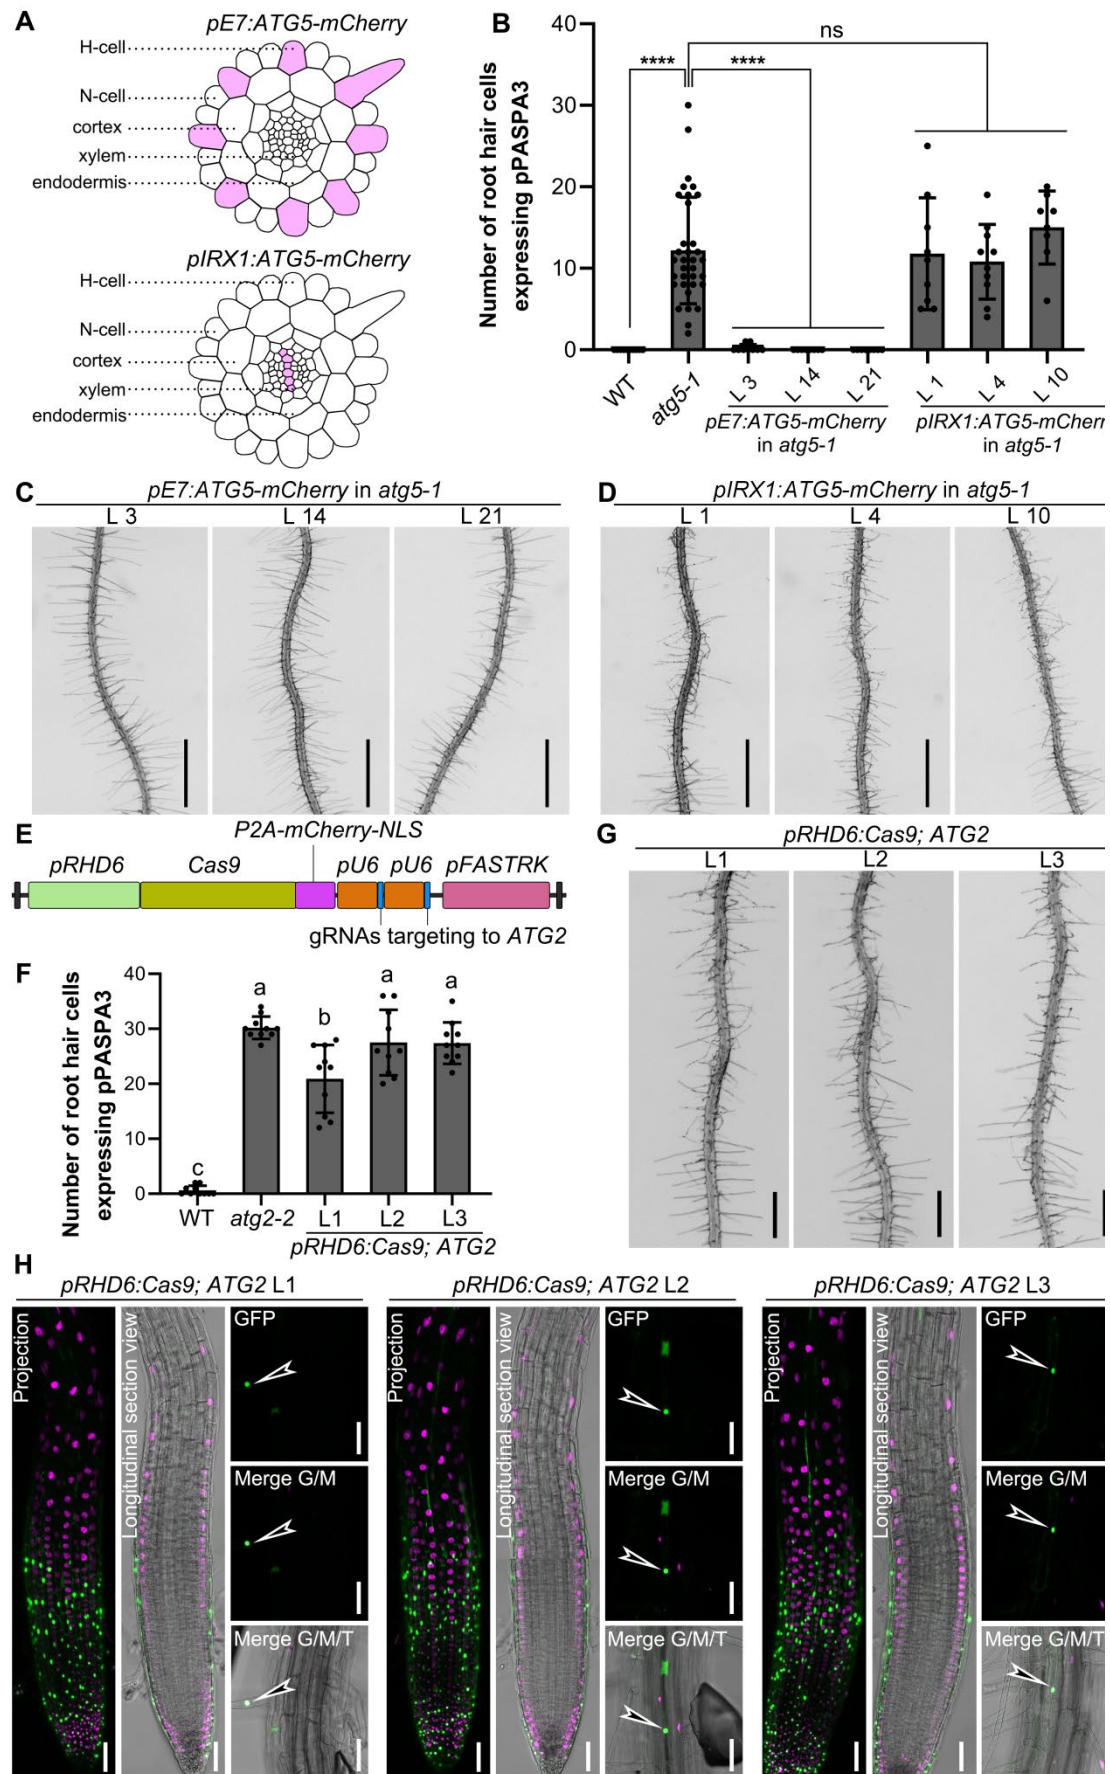 A
pE7:ATG5-mCherry
H-cell
N-cell
cortex
xylem
endodermis
pIRX1:ATG5-mCherry
H-cell
N-cell
cortex
xylem
endodermis
B
Number of root hair cells
expressing pPASPA3
40
30
20
10
0
**** ****
ns
WT
atg5-1
L 3
L 14
L 21
L 1
L 4
L 10
pE7:ATG5-mCherry
in atg5-1
pIRX1:ATG5-mCherr
in atg5-1
C
pE7:ATG5-mCherry in atg5-1
L 3 L 14 L 21
D
pIRX1:ATG5-mCherry in atg5-1
L 1 L 4 L 10
E
P2A-mCherry-NLS
pRHD6 Cas9 pU6 pU6 pFASTRK
gRNAs targeting to ATG2
F
Number of root hair cells
expressing pPASPA3
40
30
20
10
0
c a b a a
WT atg2-2 L1 L2 L3
pRHD6:Cas9; ATG2
G
pRHD6:Cas9; ATG2
L1 L2 L3
H
pRHD6:Cas9; ATG2 L1
Projection
Longitudinal section view
GFP
Merge G/M
Merge G/M/T
pRHD6:Cas9; ATG2 L2
Projection
Longitudinal section view
GFP
Merge G/M
Merge G/M/T
pRHD6:Cas9; ATG2 L3
Projection
Longitudinal section view
GFP
Merge G/M
Merge G/M/T